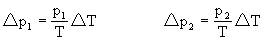 △p₁ = p₁/T △T    △p₂ = p₂/T △T